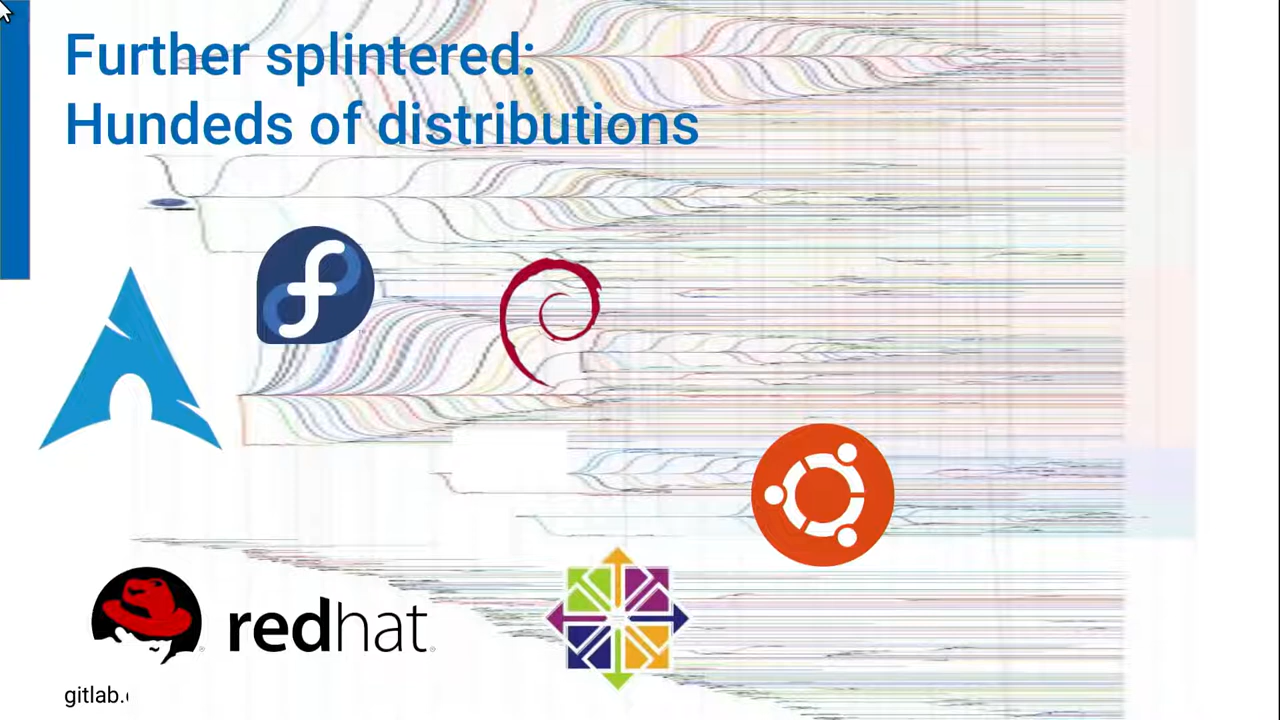 Further splintered:
Hundeds of distributions
redhat
gitlab.